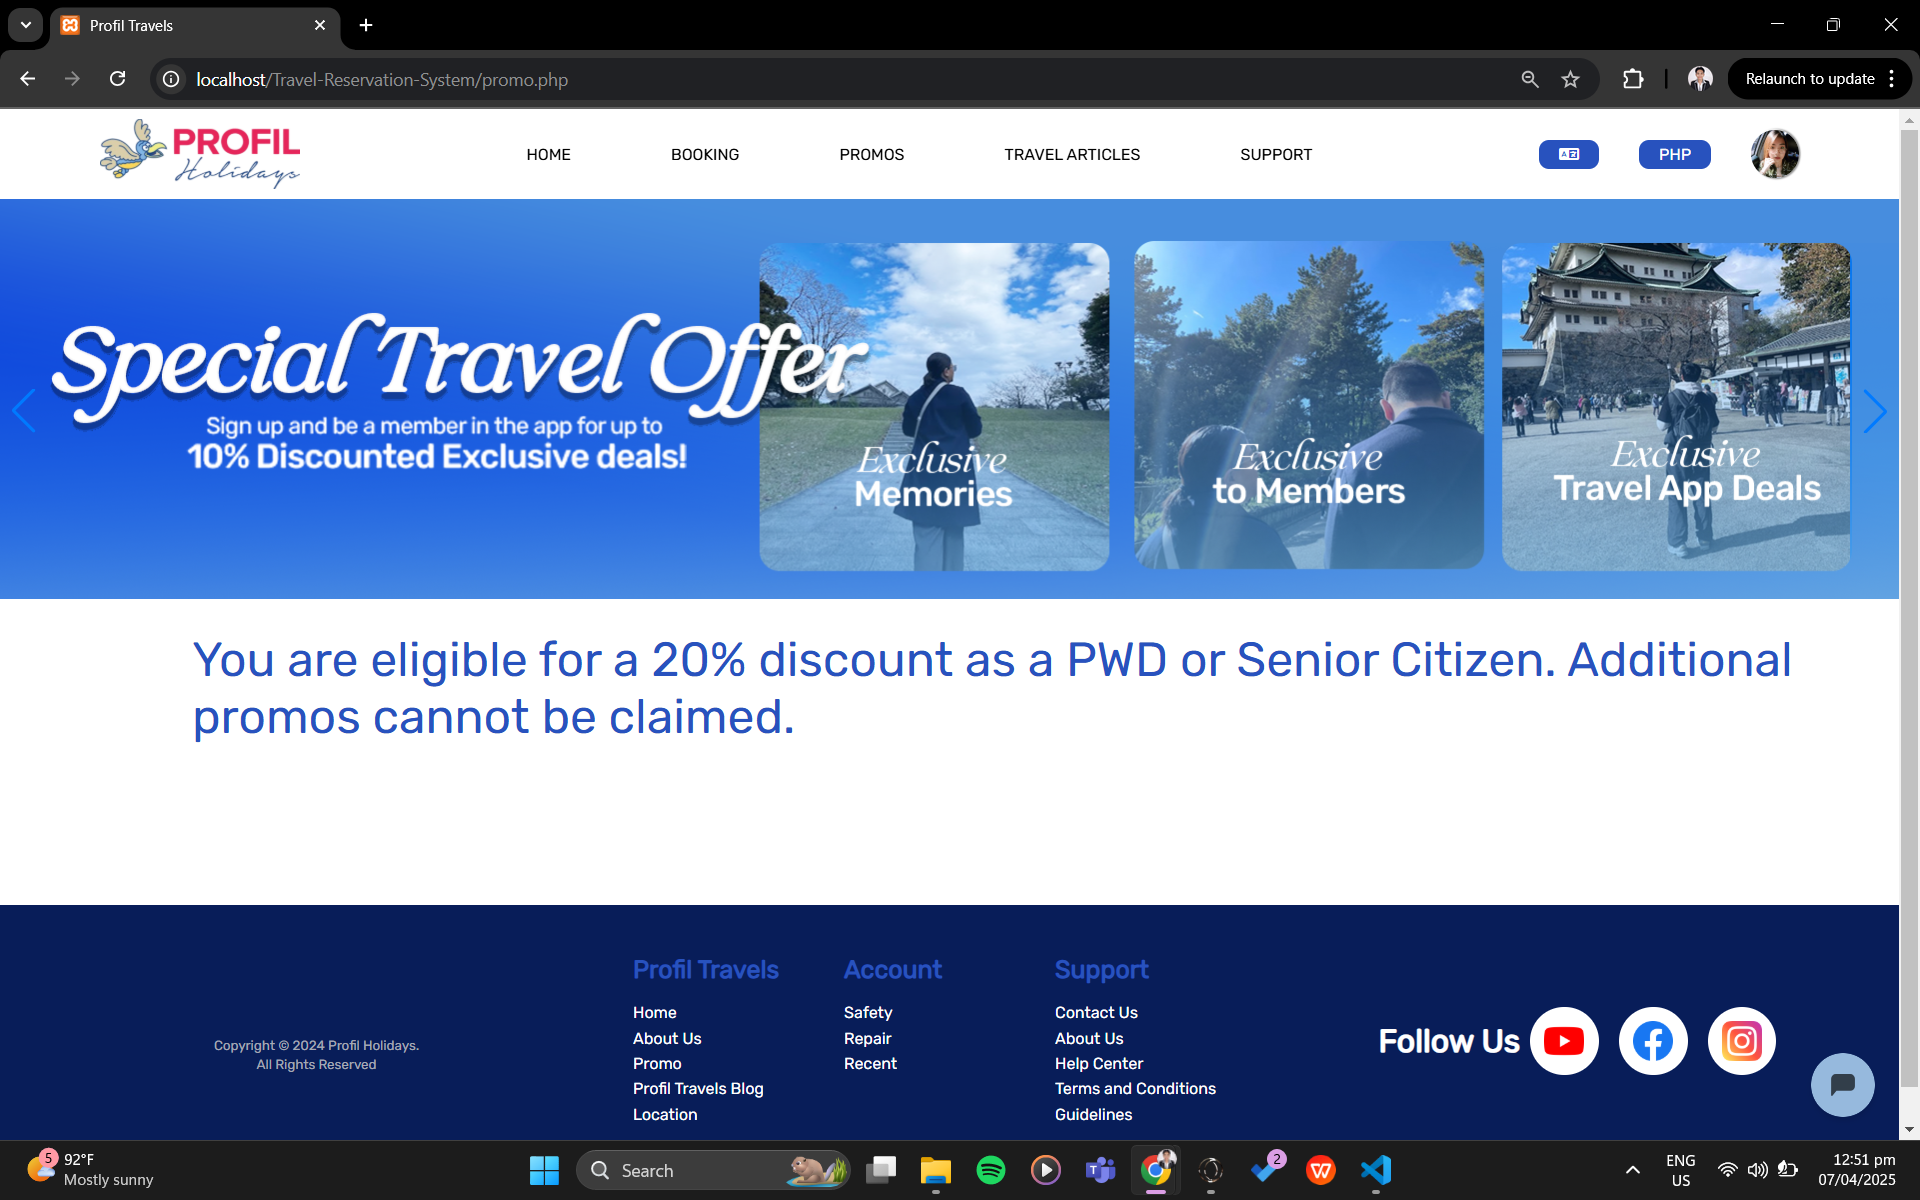 Profil Travels
localhost/Travel-Reservation-System/promo.php
Relaunch to update
PROFIL
Holidays
HOME
BOOKING
PROMOS
TRAVEL ARTICLES
SUPPORT
PHP
Special Travel Offer
Sign up and be a member in the app for up to
10% Discounted Exclusive deals!
Exclusive
Memories
Exclusive
to Members
Exclusive
Travel App Deals
You are eligible for a 20% discount as a PWD or Senior Citizen. Additional
promos cannot be claimed.
Copyright © 2024 Profil Holidays.
All Rights Reserved
Profil Travels
Home
About Us
Promo
Profil Travels Blog
Location
Account
Safety
Repair
Recent
Support
Contact Us
About Us
Help Center
Terms and Conditions
Guidelines
Follow Us
5
92°F
Mostly sunny
Search
2
ENG
US
12:51 pm
07/04/2025